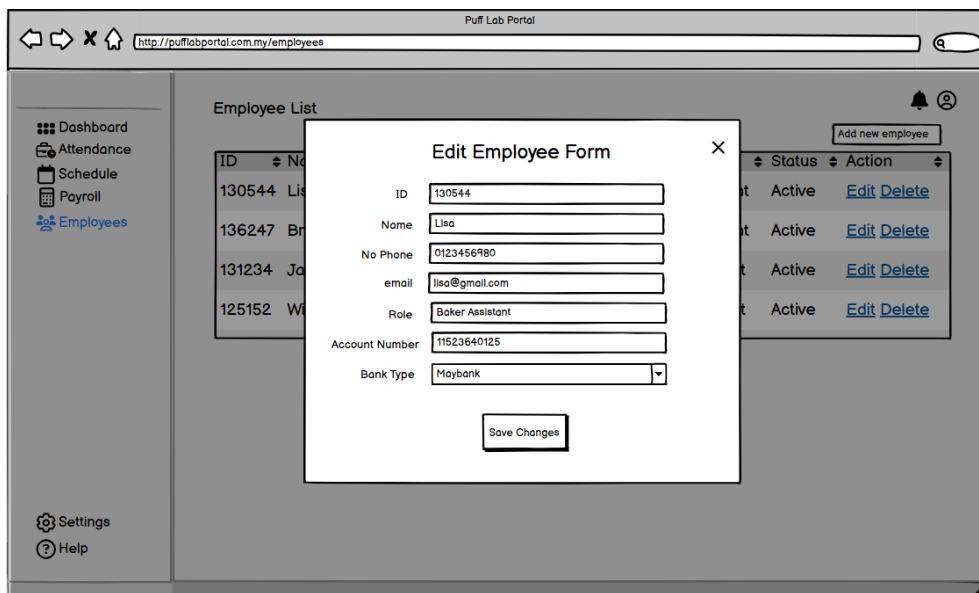 Puff Lab Portal
http://pufflabportal.com.my/employees
Dashboard
Attendance
Schedule
Payroll
Employees
Settings
Help
Employee List
Add new employee
ID Status Action
130544 Active Edit Delete
136247 Active Edit Delete
131234 Active Edit Delete
125152 Active Edit Delete
Edit Employee Form
ID 130544
Name Lisa
No Phone 0123456980
email lisa@gmail.com
Role Baker Assistant
Account Number 11523640125
Bank Type Maybank
Save Changes